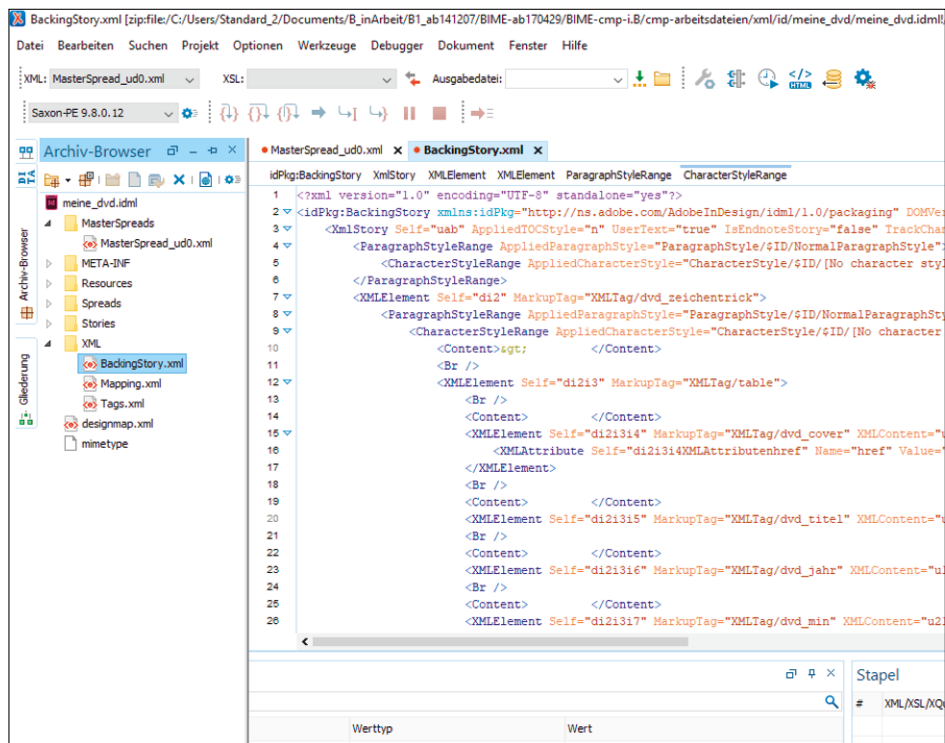 BackingStory.xml [zip:file:/C:/Users/Standard_2/Documents/B_inArbeit/B1_ab141207/BIME-ab170429/BIME-cmp-i.B/cmp-arbeitsdateien/xml/id/meine_dvd/meine_dvd.idml!
Datei Bearbeiten Suchen Projekt Optionen Werkzeuge Debugger Dokument Fenster Hilfe
XML: MasterSpread_ud0.xml XSL: Ausgabedatei:
Saxon-PE 9.8.0.12
Archiv-Browser
MasterSpread_ud0.xml BackingStory.xml
idPkg:BackingStory XmlStory XMLElement XMLElement ParagraphStyleRange CharacterStyleRange
meine_dvd.idml
MasterSpreads
MasterSpread_ud0.xml
META-INF
Resources
Spreads
Stories
XML
BackingStory.xml
Mapping.xml
Tags.xml
designmap.xml
mimetype
Archiv-Browser
Gliederung
1 <?xml version="1.0" encoding="UTF-8" standalone="yes"?>
2 <idPkg:BackingStory xmlns:idPkg="http://ns.adobe.com/AdobeInDesign/idml/1.0/packaging" DOMVer
3 <XmlStory Self="uab" AppliedTOCStyle="n" UserText="true" IsEndnoteStory="false" TrackChar
4 <ParagraphStyleRange AppliedParagraphStyle="ParagraphStyle/$ID/NormalParagraphStyle">
5 <CharacterStyleRange AppliedCharacterStyle="CharacterStyle/$ID/[No character styl
6 </ParagraphStyleRange>
7 <XMLElement Self="di2" MarkupTag="XMLTag/dvd_zeichentrick">
8 <ParagraphStyleRange AppliedParagraphStyle="ParagraphStyle/$ID/NormalParagraphSty
9 <CharacterStyleRange AppliedCharacterStyle="CharacterStyle/$ID/[No character
10 <Content>&gt; </Content>
11 <Br />
12 <XMLElement Self="di2i3" MarkupTag="XMLTag/table">
13 <Br />
14 <Content> </Content>
15 <XMLElement Self="di2i3i4" MarkupTag="XMLTag/dvd_cover" XMLContent="u
16 <XMLAttribute Self="di2i3i4XMLAttributenhref" Name="href" Value="
17 </XMLElement>
18 <Br />
19 <Content> </Content>
20 <XMLElement Self="di2i3i5" MarkupTag="XMLTag/dvd_titel" XMLContent="u
21 <Br />
22 <Content> </Content>
23 <XMLElement Self="di2i3i6" MarkupTag="XMLTag/dvd_jahr" XMLContent="u1
24 <Br />
25 <Content> </Content>
26 <XMLElement Self="di2i3i7" MarkupTag="XMLTag/dvd_min" XMLContent="u21
Stapel
# XML/XSL/XQu
Werttyp Wert